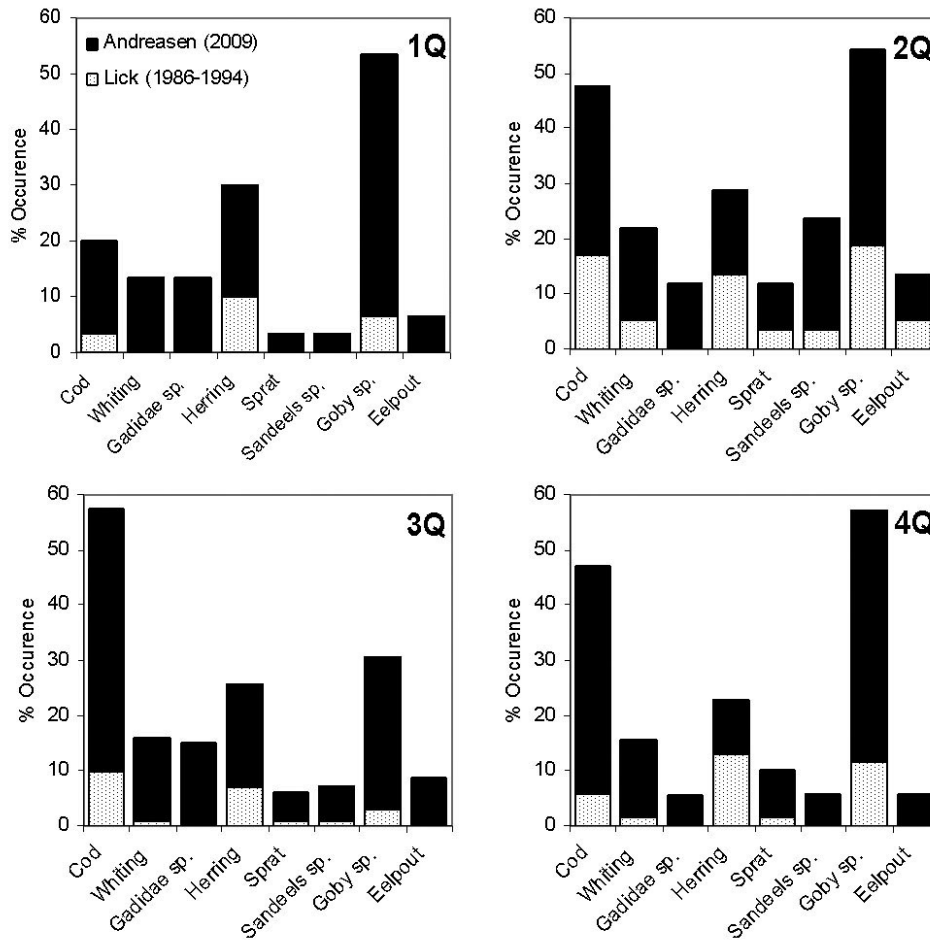 60
50
40
30
20
10
0
% Occurence
Andreasen (2009)
Lick (1986-1994)
1Q
Cod
Whiting
Gadidae sp.
Herring
Sprat
Sandeels sp.
Goby sp.
Eelpout
60
50
40
30
20
10
0
% Occurence
2Q
Cod
Whiting
Gadidae sp.
Herring
Sprat
Sandeels sp.
Goby sp.
Eelpout
60
50
40
30
20
10
0
% Occurence
3Q
Cod
Whiting
Gadidae sp.
Herring
Sprat
Sandeels sp.
Goby sp.
Eelpout
60
50
40
30
20
10
0
% Occurence
4Q
Cod
Whiting
Gadidae sp.
Herring
Sprat
Sandeels sp.
Goby sp.
Eelpout